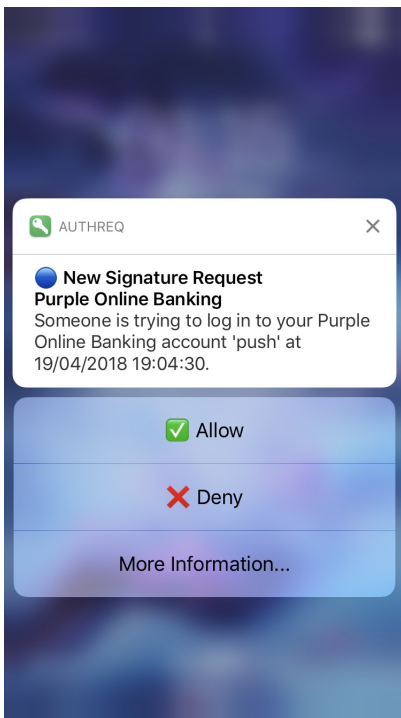 AUTHREQ
🔵 New Signature Request
Purple Online Banking
Someone is trying to log in to your Purple
Online Banking account 'push' at
19/04/2018 19:04:30.
✅ Allow
❌ Deny
More Information...